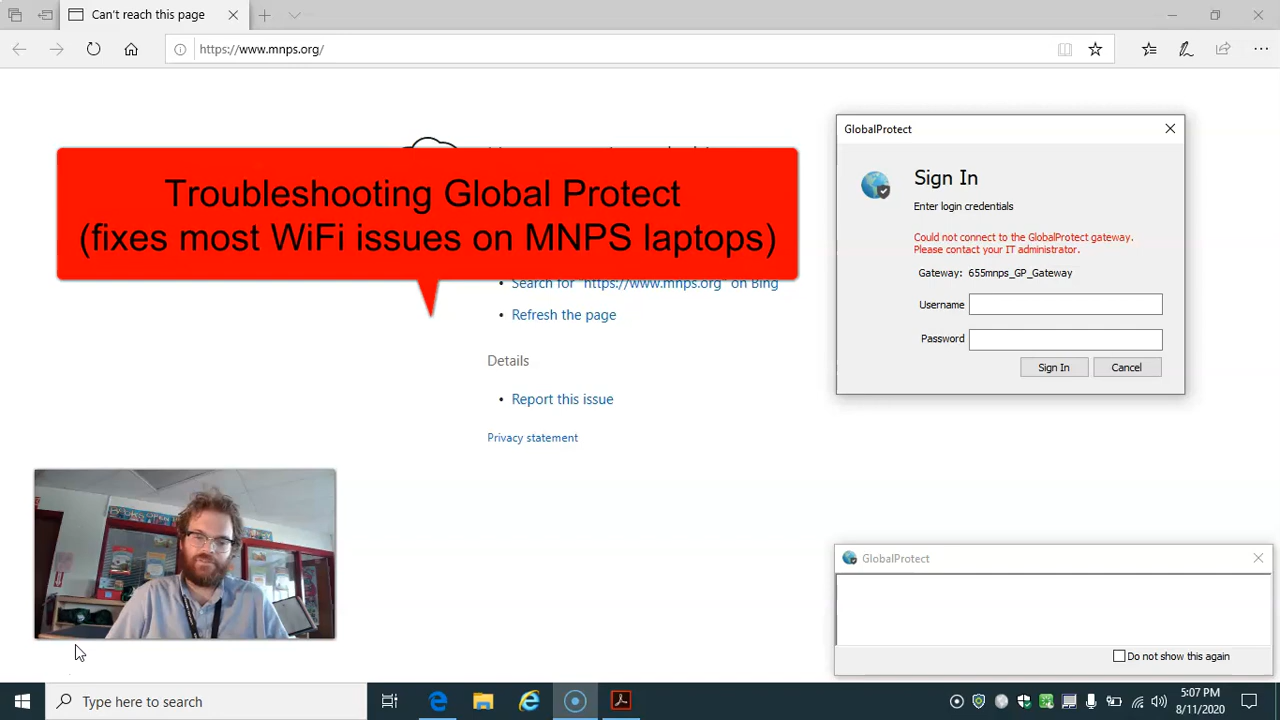 Can't reach this page
https://www.mnps.org/
Troubleshooting Global Protect
(fixes most WiFi issues on MNPS laptops)
• Search for "https://www.mnps.org" on Bing
• Refresh the page
Details
• Report this issue
Privacy statement
GlobalProtect
Sign In
Enter login credentials
Could not connect to the GlobalProtect gateway.
Please contact your IT administrator.
Gateway: 655mnps_GP_Gateway
Username
Password
Sign In
Cancel
GlobalProtect
Do not show this again
Type here to search
5:07 PM
8/11/2020